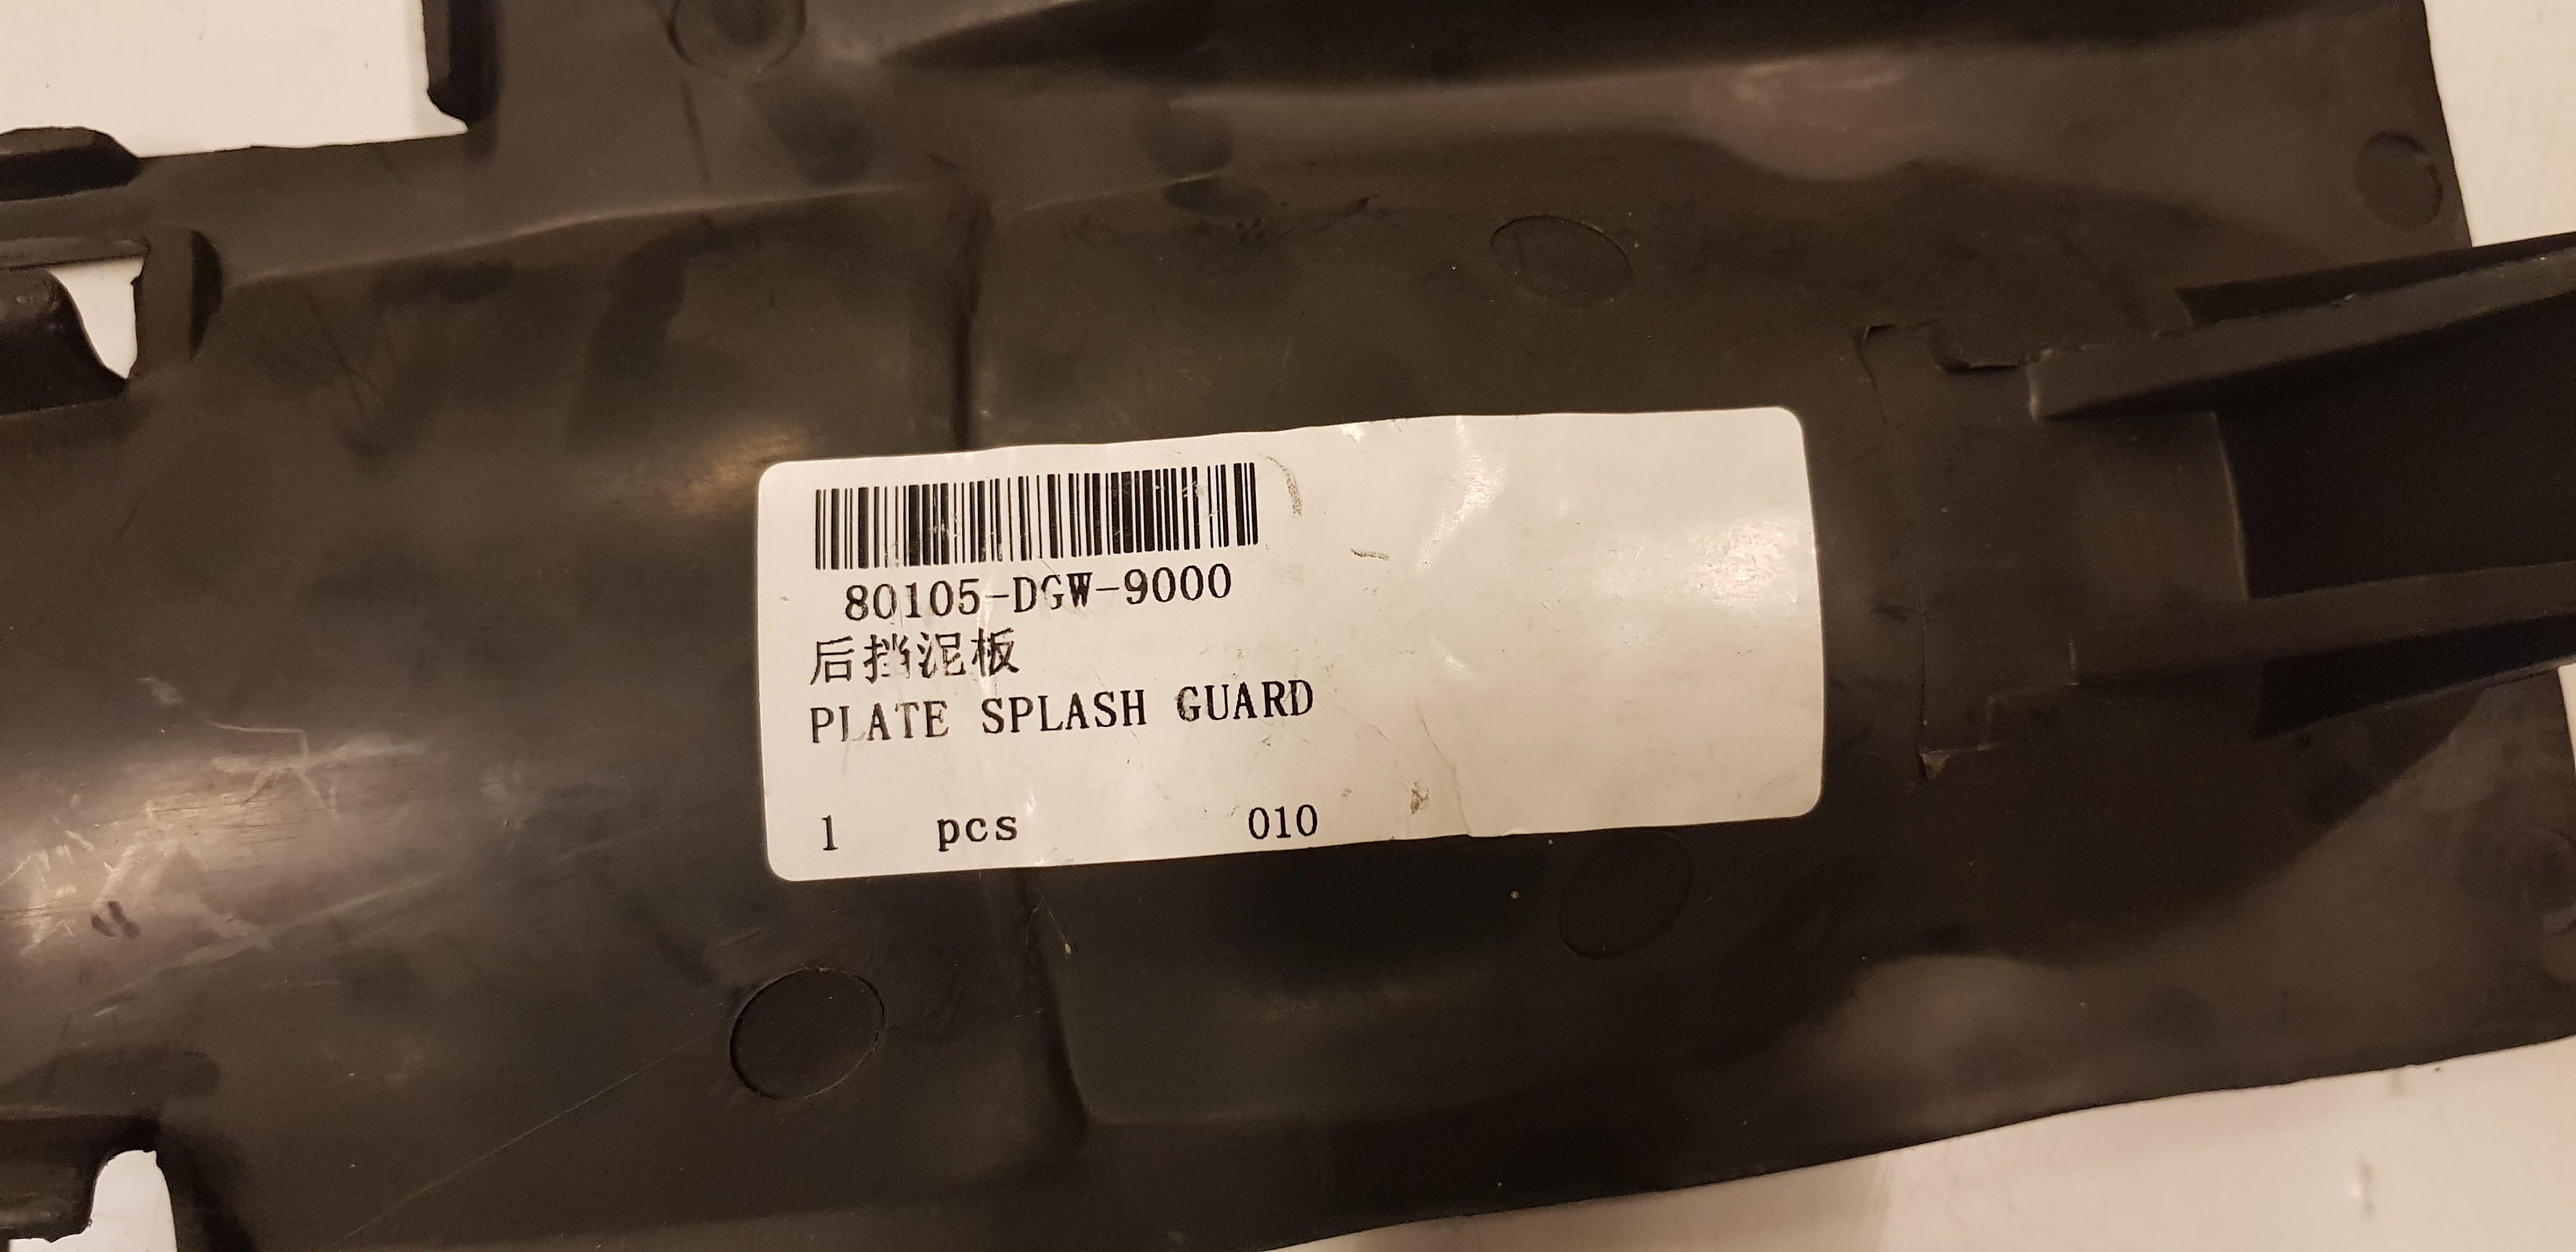 80105-DGW-9000
后挡泥板
PLATE SPLASH GUARD
1 pcs 010